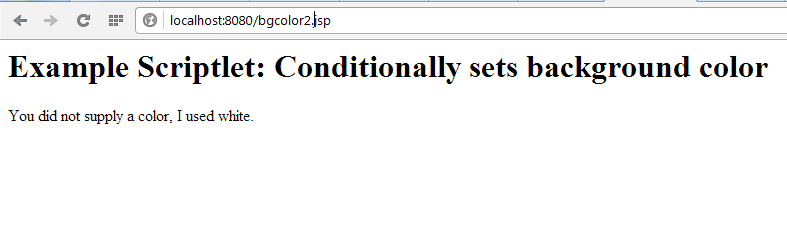 localhost:8080/bgcolor2.jsp
Example Scriptlet: Conditionally sets background color
You did not supply a color, I used white.